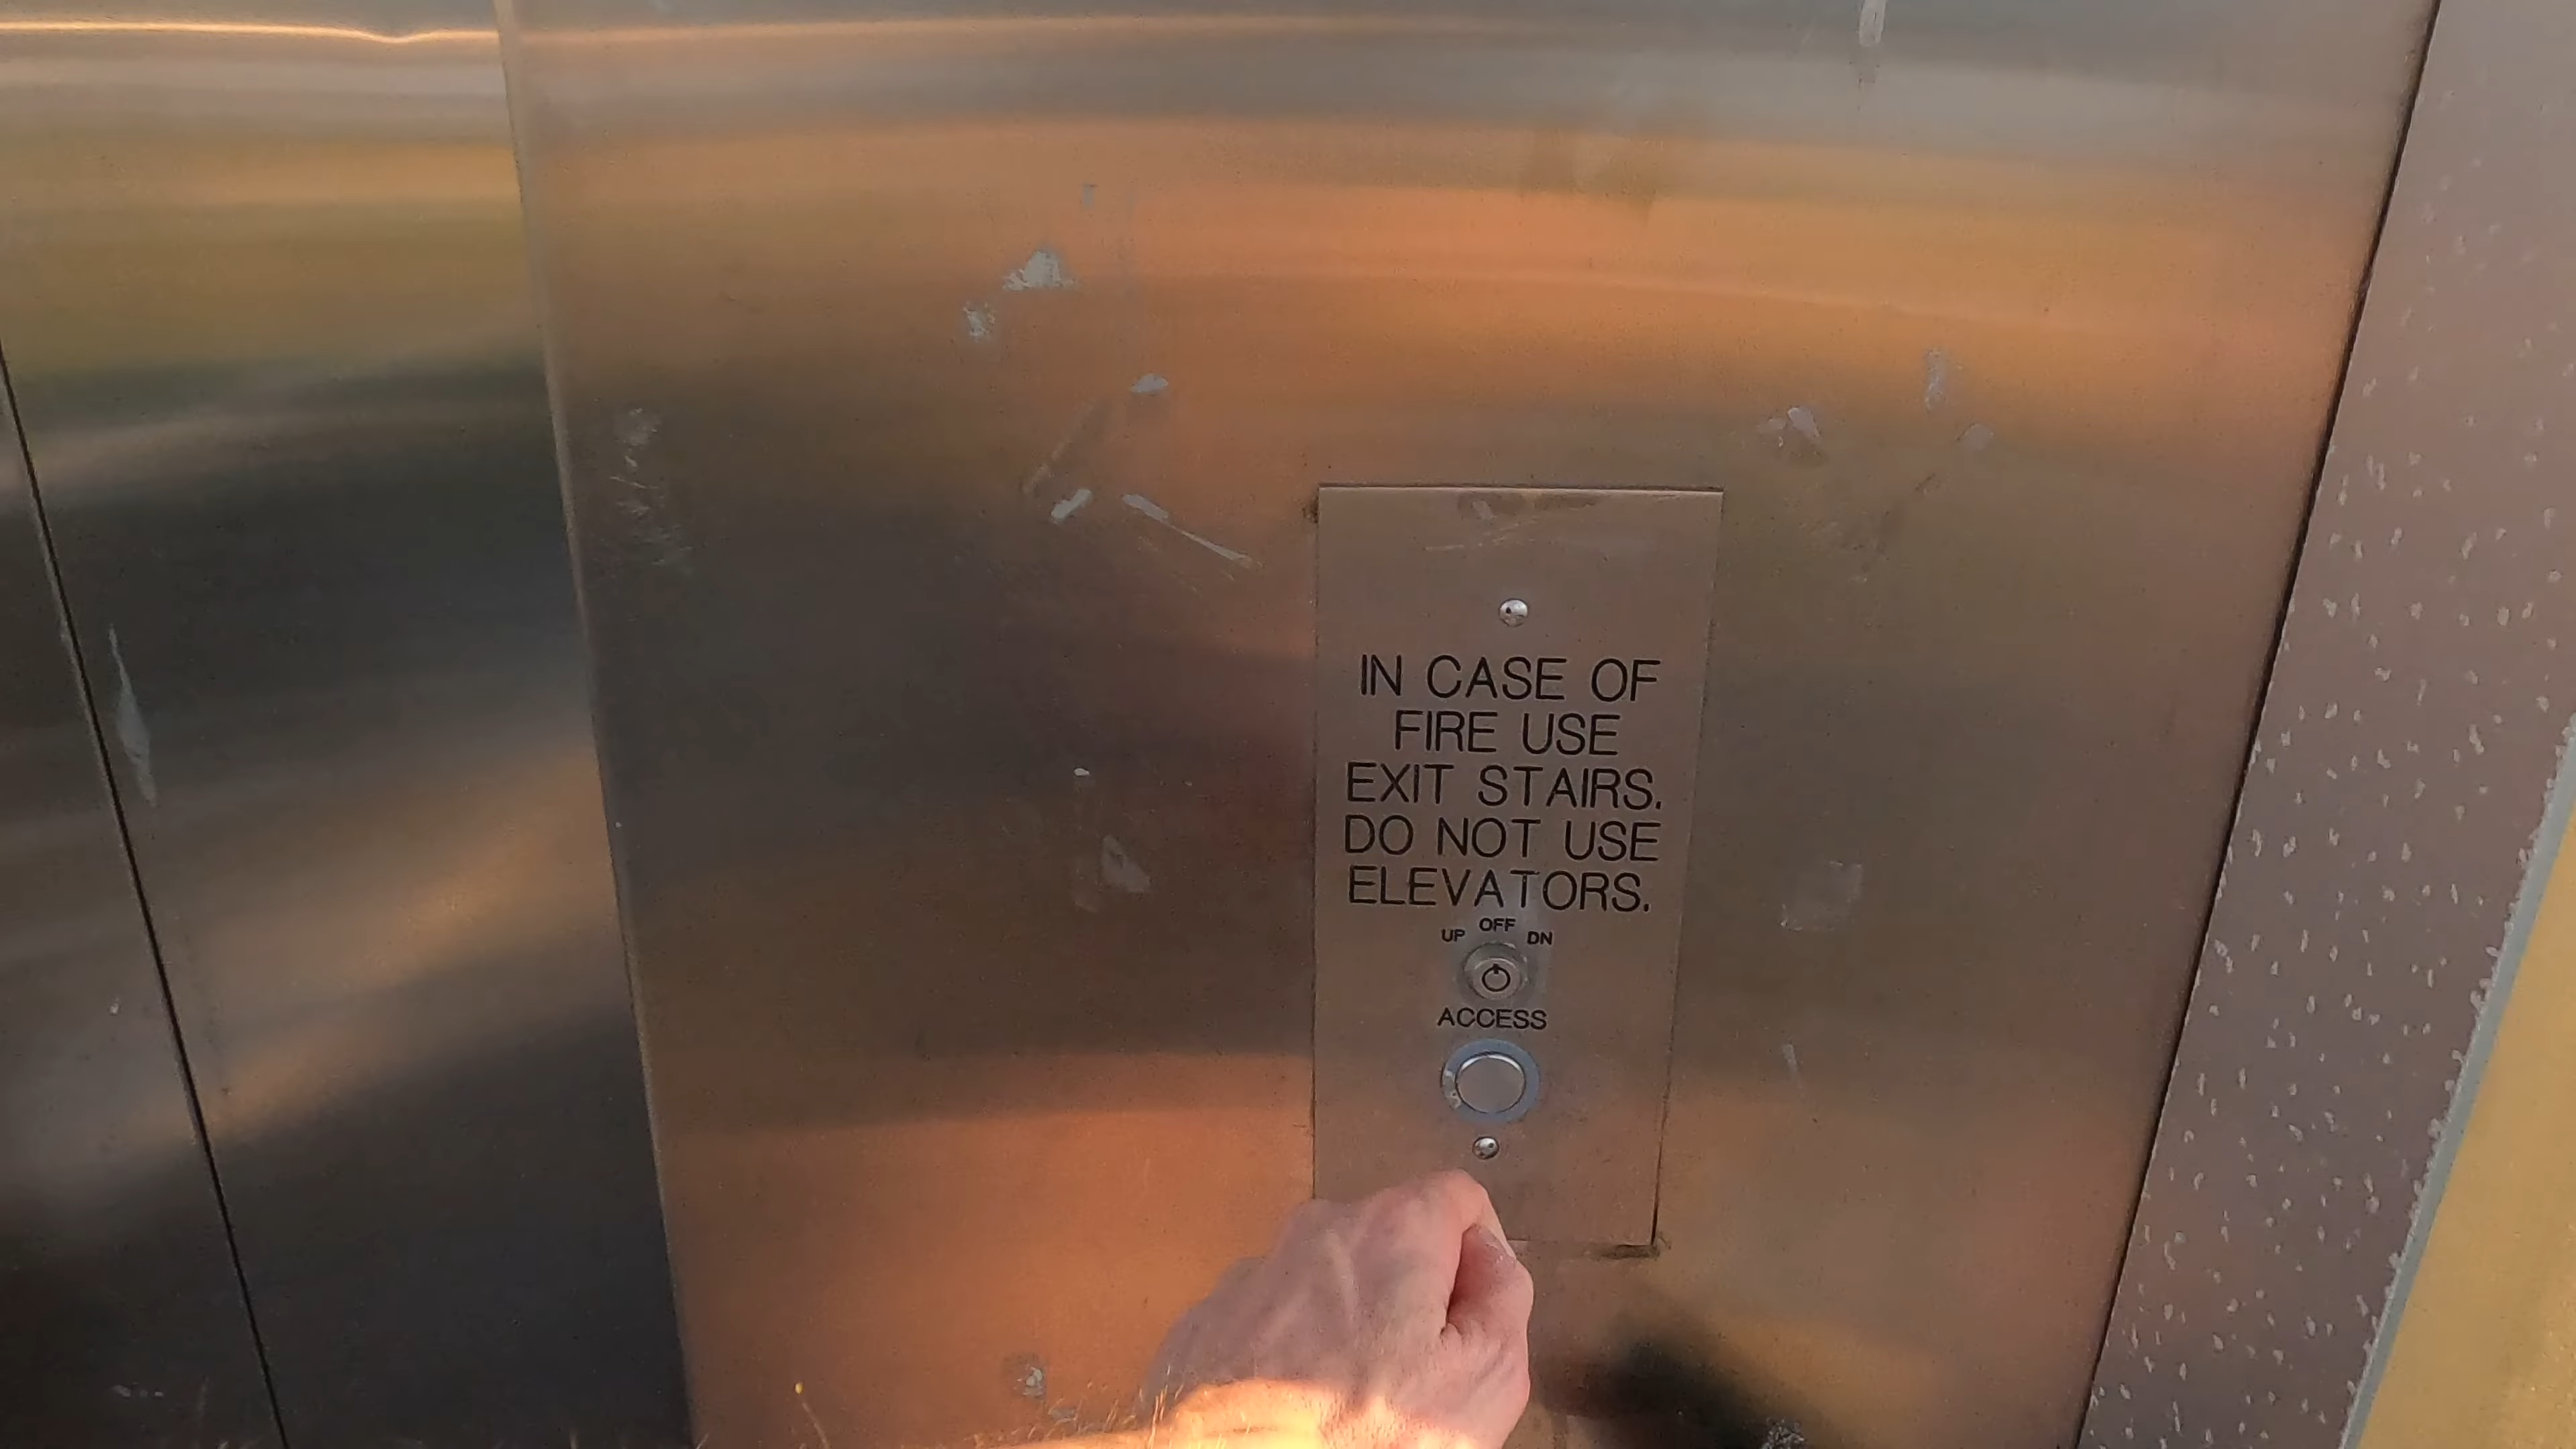 IN CASE OF
FIRE USE
EXIT STAIRS.
DO NOT USE
ELEVATORS.
UP OFF DN
ACCESS